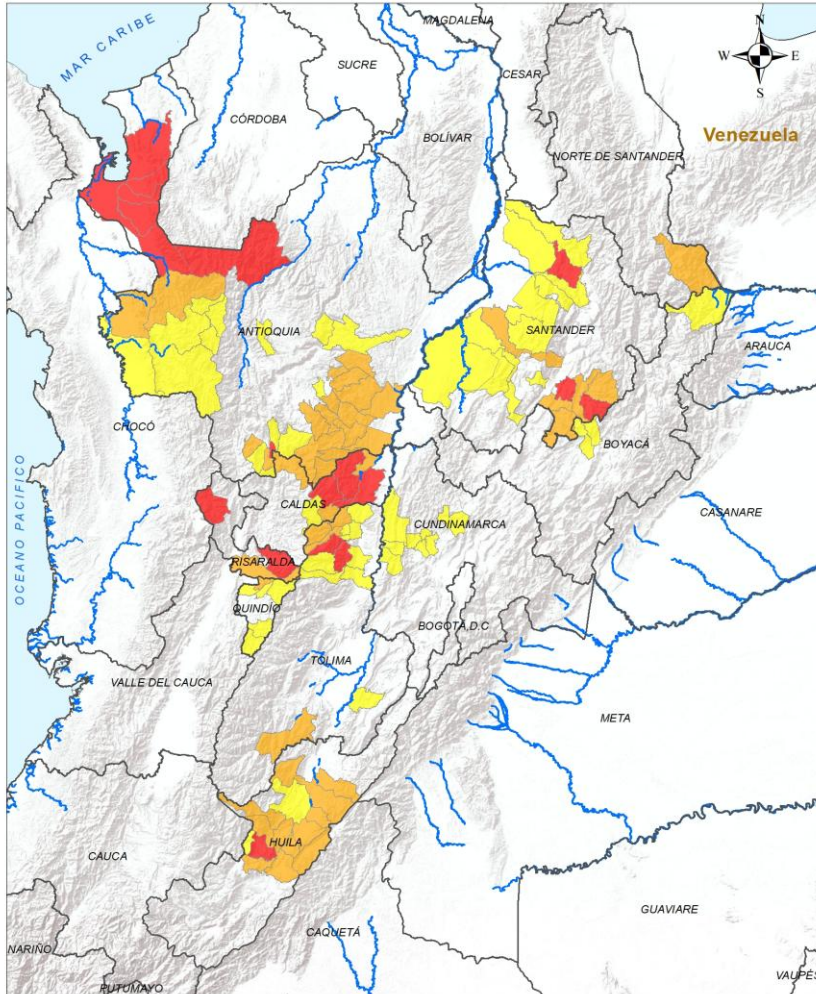 MAGDALENA
MAR CARIBE
SUCRE
CESAR
N
W
E
S
CÓRDOBA
BOLÍVAR
Venezuela
NORTE DE SANTANDER
ANTIOQUIA
SANTANDER
ARAUCA
CHOCÓ
BOYACÁ
OCEANO PACIFICO
CALDAS
CUNDINAMARCA
CASANARE
RISARALDA
QUINDÍO
BOGOTÁ, D.C
TOLIMA
VALLE DEL CAUCA
META
HUILA
CAUCA
GUAVIARE
CAQUETÁ
NARIÑO
PUTUMAYO
VAUPÉS